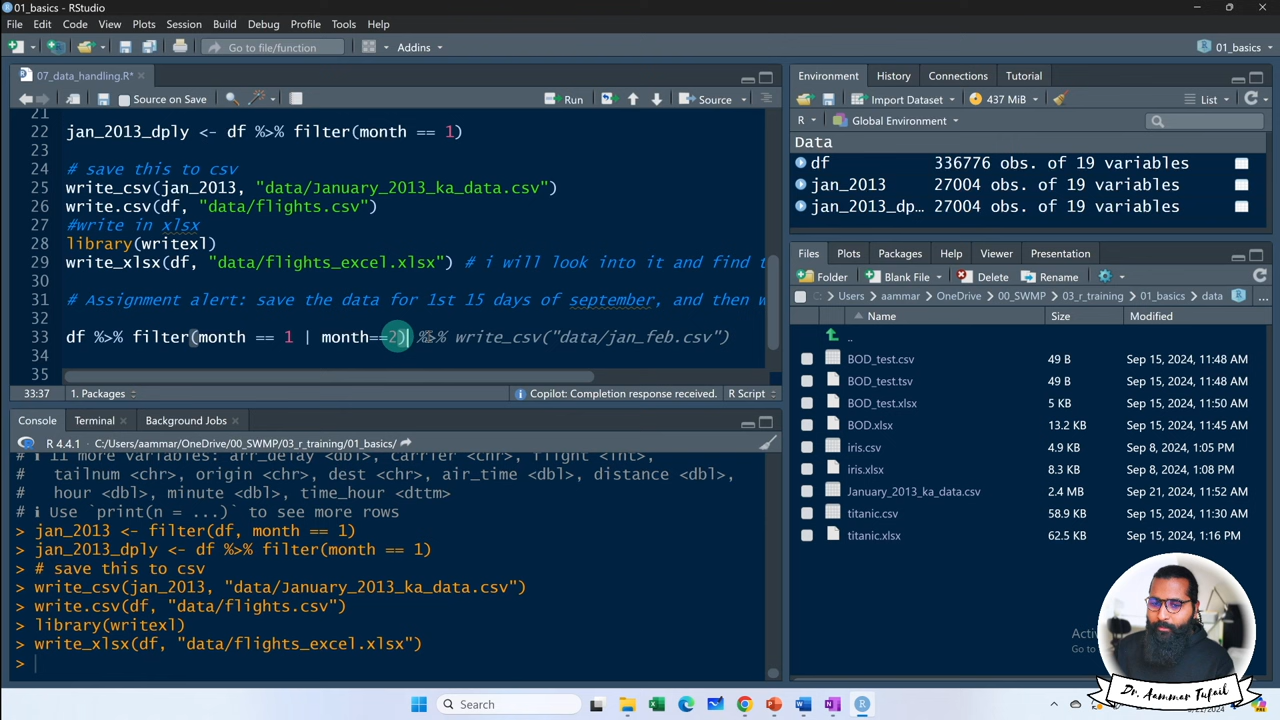 01_basics - RStudio
File Edit Code View Plots Session Build Debug Profile Tools Help
Go to file/function Addins 01_basics
07_data_handling.R*
Source on Save Run Source
21
22 jan_2013_dply <- df %>% filter(month == 1)
23
24 # save this to csv
25 write_csv(jan_2013, "data/January_2013_ka_data.csv")
26 write.csv(df, "data/flights.csv")
27 #write in xlsx
28 library(writexl)
29 write_xlsx(df, "data/flights_excel.xlsx") # i will look into it and find t
30
31 # Assignment alert: save the data for 1st 15 days of september, and then w
32
33 df %>% filter(month == 1 | month==2) %>% write_csv("data/jan_feb.csv")
34
35
33:37 1. Packages Copilot: Completion response received. R Script
Console Terminal Background Jobs
R 4.4.1 . C:/Users/aammar/OneDrive/00_SWMP/03_r_training/01_basics/
# ℹ 11 more variables: arr_delay <dbl>, carrier <chr>, flight <int>,
# tailnum <chr>, origin <chr>, dest <chr>, air_time <dbl>, distance <dbl>,
# hour <dbl>, minute <dbl>, time_hour <dttm>
# ℹ Use `print(n = ...)` to see more rows
> jan_2013 <- filter(df, month == 1)
> jan_2013_dply <- df %>% filter(month == 1)
> # save this to csv
> write_csv(jan_2013, "data/January_2013_ka_data.csv")
> write.csv(df, "data/flights.csv")
> library(writexl)
> write_xlsx(df, "data/flights_excel.xlsx")
>
Environment History Connections Tutorial
Import Dataset 437 MiB List
R Global Environment
Data
df 336776 obs. of 19 variables
jan_2013 27004 obs. of 19 variables
jan_2013_dp… 27004 obs. of 19 variables
Files Plots Packages Help Viewer Presentation
Folder Blank File Delete Rename
C: Users aammar OneDrive 00_SWMP 03_r_training 01_basics data ...
Name Size Modified
..
BOD_test.csv 49 B Sep 15, 2024, 11:48 AM
BOD_test.tsv 49 B Sep 15, 2024, 11:48 AM
BOD_test.xlsx 5 KB Sep 15, 2024, 11:50 AM
BOD.xlsx 13.2 KB Sep 15, 2024, 11:45 AM
iris.csv 4.9 KB Sep 8, 2024, 1:05 PM
iris.xlsx 8.3 KB Sep 8, 2024, 1:08 PM
January_2013_ka_data.csv 2.4 MB Sep 21, 2024, 11:52 AM
titanic.csv 58.9 KB Sep 15, 2024, 11:30 AM
titanic.xlsx 62.5 KB Sep 15, 2024, 1:16 PM
Go to
Dr. Aammar Tufail
Search